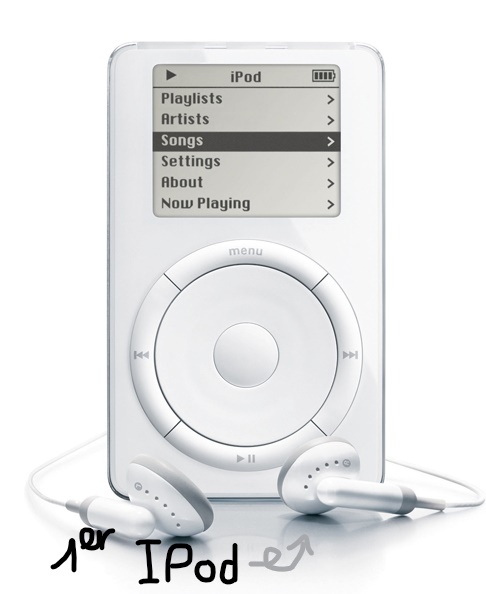 iPod
Playlists
Artists
Songs
Settings
About
Now Playing
menu
1er IPod